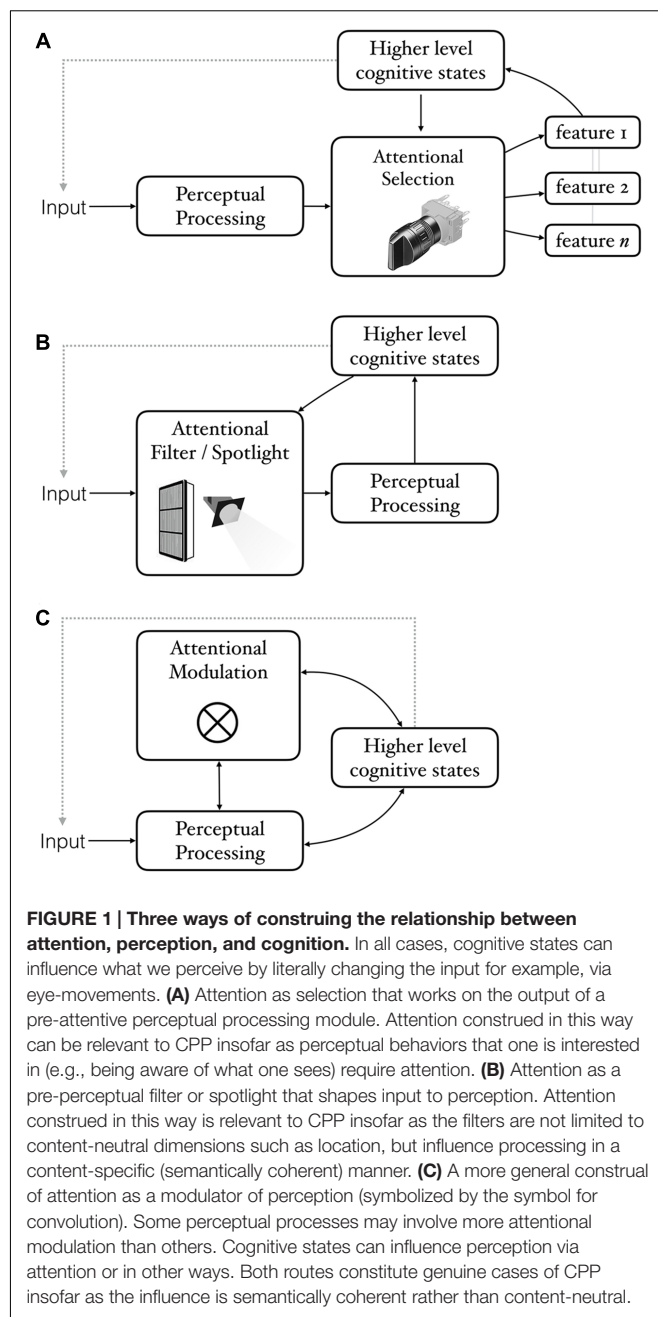 A
Higher level
cognitive states
Attentional
Selection
feature 1
Perceptual
Processing
Input
feature 2
feature n
B
Higher level
cognitive states
Attentional
Filter / Spotlight
Input
Perceptual
Processing
C
Attentional
Modulation
Higher level
cognitive states
Input
Perceptual
Processing
FIGURE 1 | Three ways of construing the relationship between
attention, perception, and cognition. In all cases, cognitive states can
influence what we perceive by literally changing the input for example, via
eye-movements. (A) Attention as selection that works on the output of a
pre-attentive perceptual processing module. Attention construed in this way
can be relevant to CPP insofar as perceptual behaviors that one is interested
in (e.g., being aware of what one sees) require attention. (B) Attention as a
pre-perceptual filter or spotlight that shapes input to perception. Attention
construed in this way is relevant to CPP insofar as the filters are not limited to
content-neutral dimensions such as location, but influence processing in a
content-specific (semantically coherent) manner. (C) A more general construal
of attention as a modulator of perception (symbolized by the symbol for
convolution). Some perceptual processes may involve more attentional
modulation than others. Cognitive states can influence perception via
attention or in other ways. Both routes constitute genuine cases of CPP
insofar as the influence is semantically coherent rather than content-neutral.